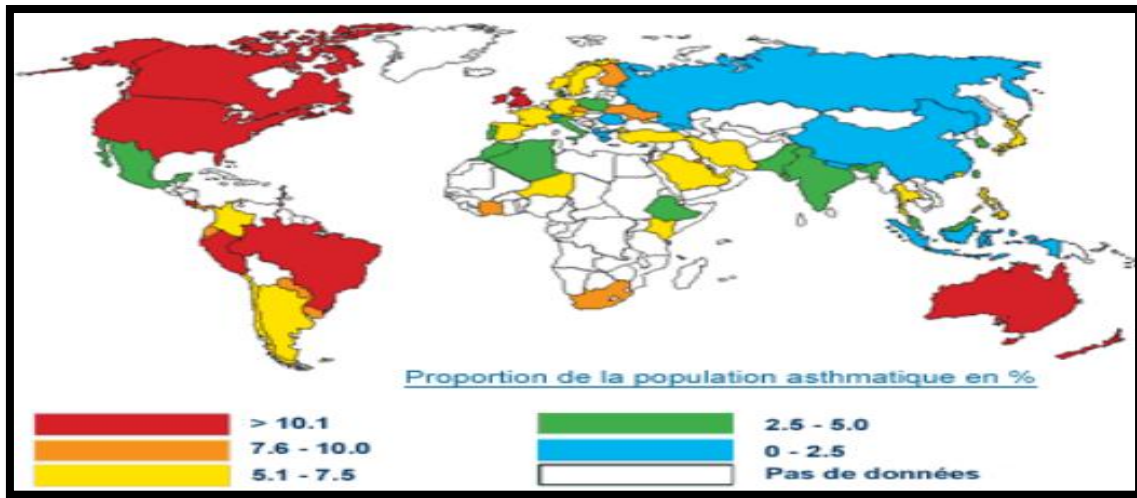 Proportion de la population asthmatique en %
> 10.1
7.6 - 10.0
5.1 - 7.5
2.5 - 5.0
0 - 2.5
Pas de données